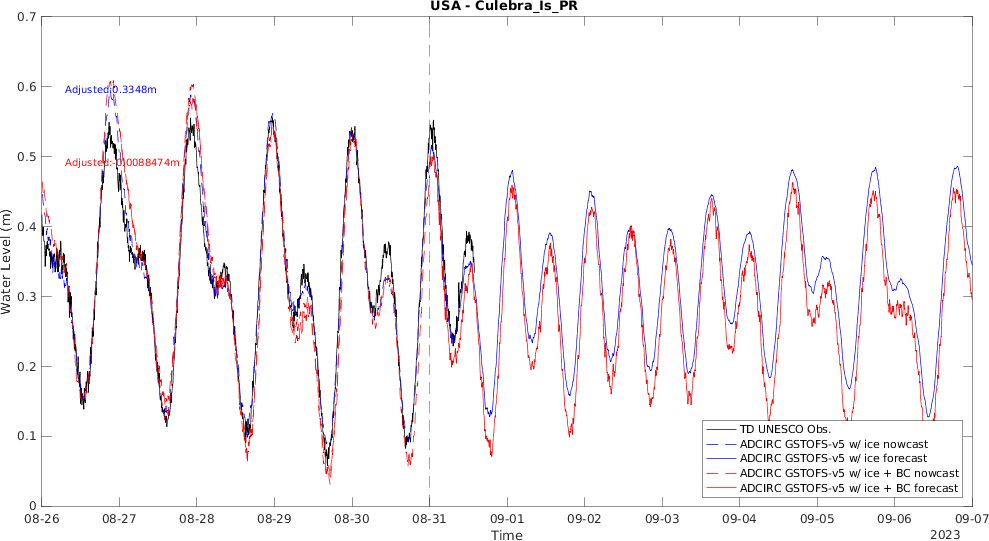 USA - Culebra_Is_PR
0.7
0.6
0.5
0.4
0.3
0.2
0.1
0
Water Level (m)
Adjusted:0.3348m
Adjusted:-0.0088474m
TD UNESCO Obs.
ADCIRC GSTOFS-v5 w/ ice nowcast
ADCIRC GSTOFS-v5 w/ ice forecast
ADCIRC GSTOFS-v5 w/ ice + BC nowcast
ADCIRC GSTOFS-v5 w/ ice + BC forecast
08-26 08-27 08-28 08-29 08-30 08-31 09-01 09-02 09-03 09-04 09-05 09-06 09-07
Time
2023